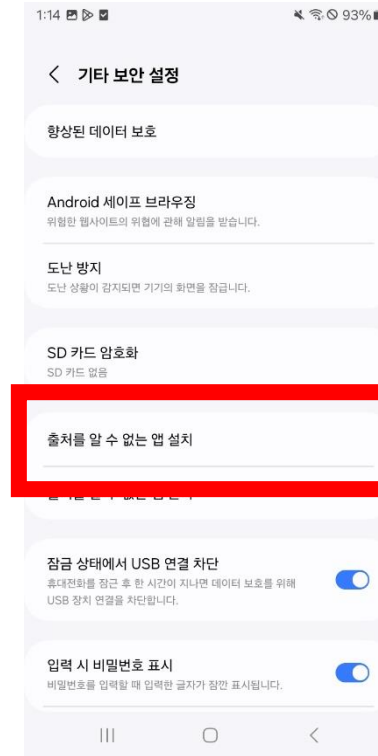 1:14 93%
기타 보안 설정
향상된 데이터 보호
Android 세이프 브라우징
위험한 웹사이트의 위협에 관해 알림을 받습니다.
도난 방지
도난 상황이 감지되면 기기의 화면을 잠급니다.
SD 카드 암호화
SD 카드 없음
출처를 알 수 없는 앱 설치
잠금 상태에서 USB 연결 차단
휴대전화를 잠근 후 한 시간이 지나면 데이터 보호를 위해
USB 장치 연결을 차단합니다.
입력 시 비밀번호 표시
비밀번호를 입력할 때 입력한 글자가 잠깐 표시됩니다.